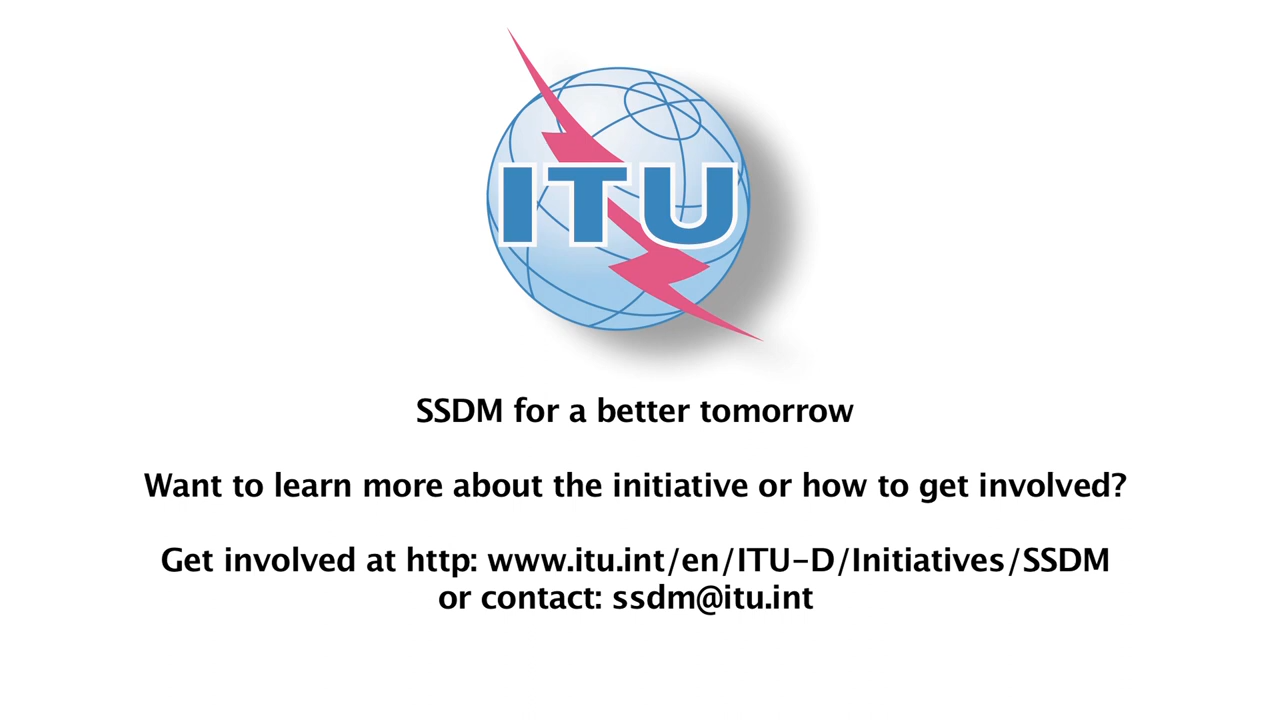 ITU
SSDM for a better tomorrow
Want to learn more about the initiative or how to get involved?
Get involved at http: www.itu.int/en/ITU-D/Initiatives/SSDM
or contact: ssdm@itu.int